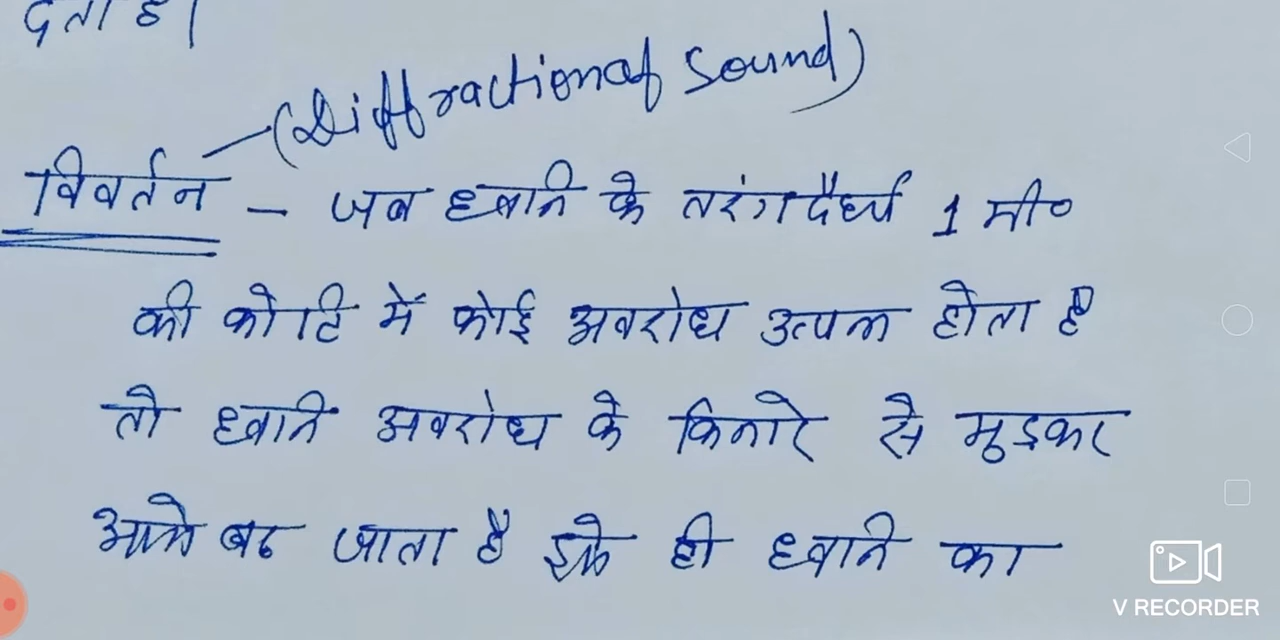 देता है।
(Diffraction of Sound)
विवर्तन - जब ध्वनि के तरंगदैर्घ्य 1 मी०
की कोटि में कोई अवरोध उत्पन्न होता है
तो ध्वनि अवरोध के किनारे से मुडकर
आगे बढ जाता है इसे ही ध्वनि का
V RECORDER